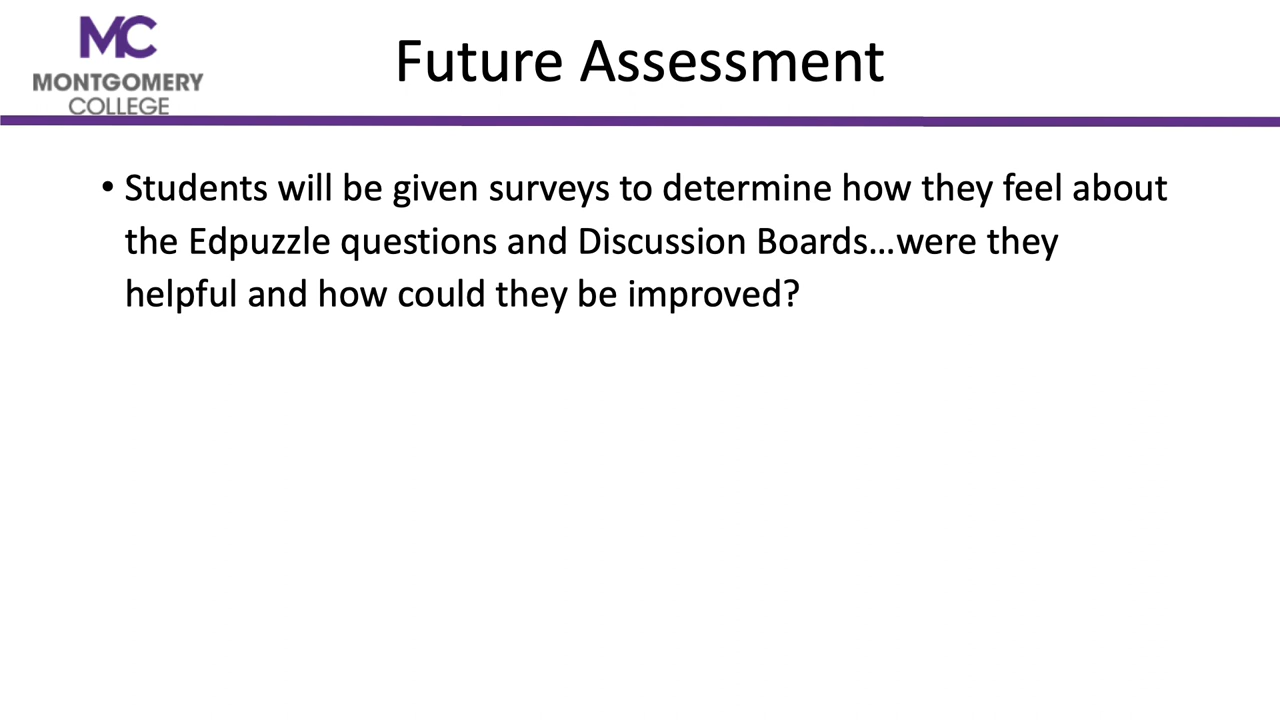 MC
MONTGOMERY
COLLEGE
Future Assessment
• Students will be given surveys to determine how they feel about
the Edpuzzle questions and Discussion Boards…were they
helpful and how could they be improved?